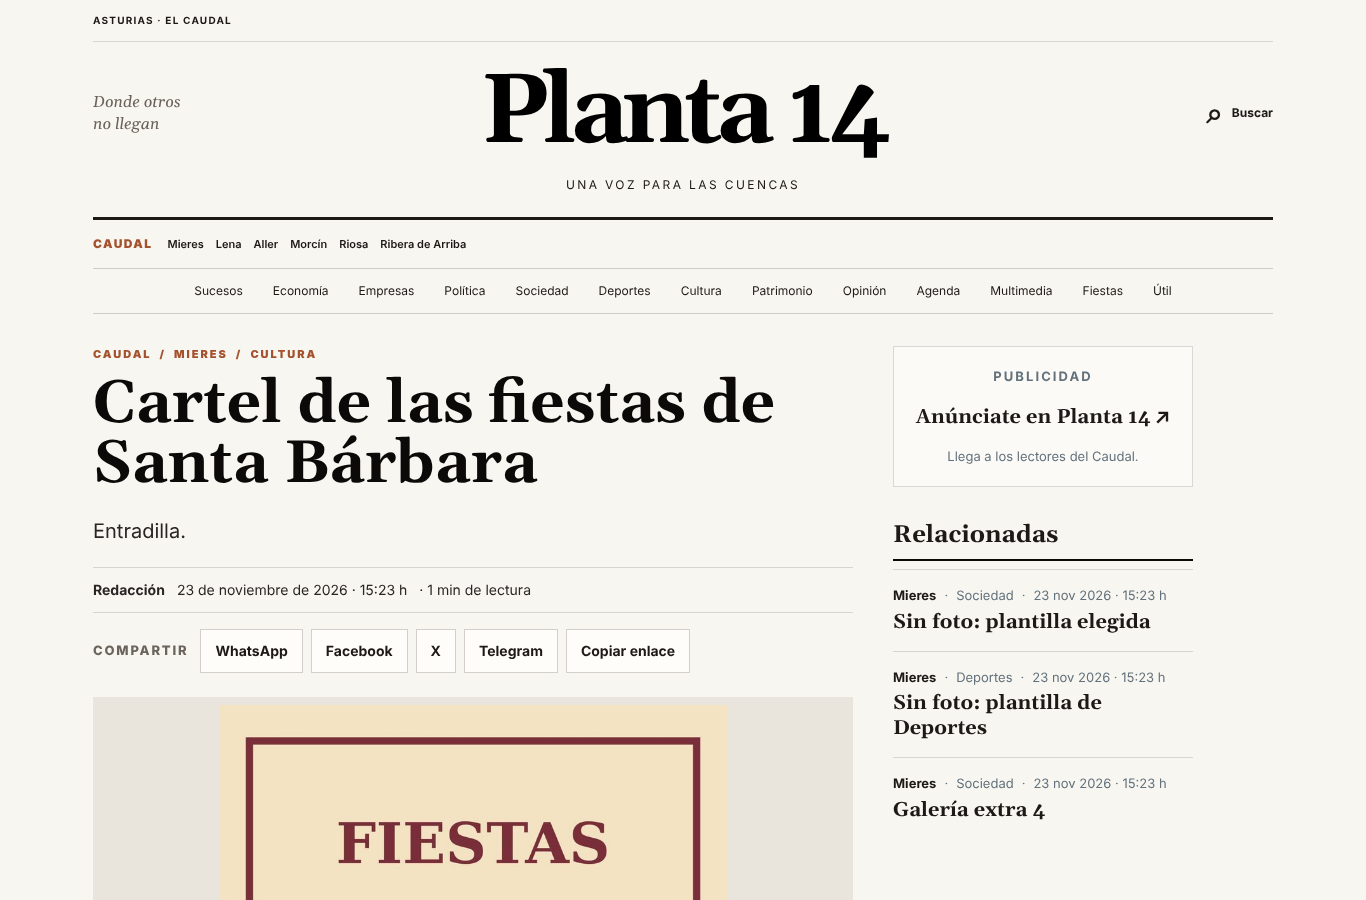 ASTURIAS · EL CAUDAL
Donde otros
no llegan
Planta 14
UNA VOZ PARA LAS CUENCAS
Buscar
CAUDAL Mieres Lena Aller Morcín Riosa Ribera de Arriba
Sucesos Economía Empresas Política Sociedad Deportes Cultura Patrimonio Opinión Agenda Multimedia Fiestas Útil
CAUDAL / MIERES / CULTURA
Cartel de las fiestas de
Santa Bárbara
Entradilla.
Redacción 23 de noviembre de 2026 · 15:23 h · 1 min de lectura
COMPARTIR WhatsApp Facebook X Telegram Copiar enlace
FIESTAS
PUBLICIDAD
Anúnciate en Planta 14 ↗
Llega a los lectores del Caudal.
Relacionadas
Mieres · Sociedad · 23 nov 2026 · 15:23 h
Sin foto: plantilla elegida
Mieres · Deportes · 23 nov 2026 · 15:23 h
Sin foto: plantilla de
Deportes
Mieres · Sociedad · 23 nov 2026 · 15:23 h
Galería extra 4